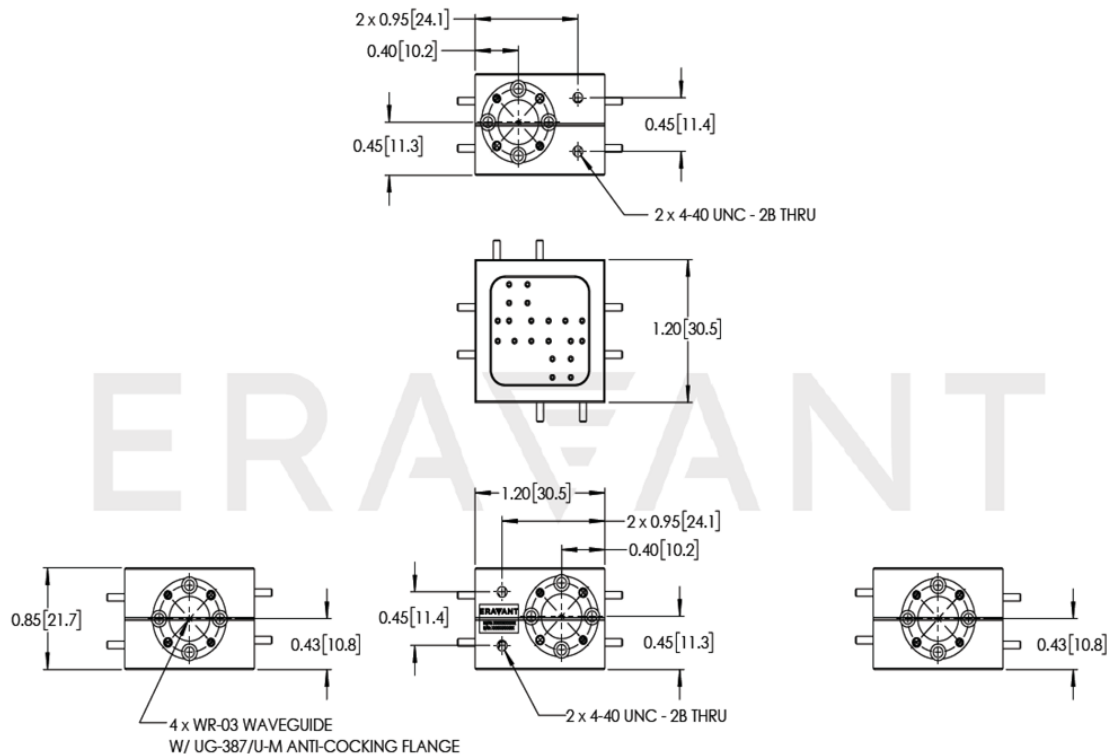 2 x 0.95[24.1]
0.40[10.2]
0.45[11.3]
0.45[11.4]
2 x 4-40 UNC - 2B THRU
1.20[30.5]
ERAVANT
1.20[30.5]
2 x 0.95[24.1]
0.40[10.2]
0.85[21.7]
0.43[10.8]
0.45[11.4]
ERAVANT
0.45[11.3]
0.43[10.8]
4 x WR-03 WAVEGUIDE
W/ UG-387/U-M ANTI-COCKING FLANGE
2 x 4-40 UNC - 2B THRU